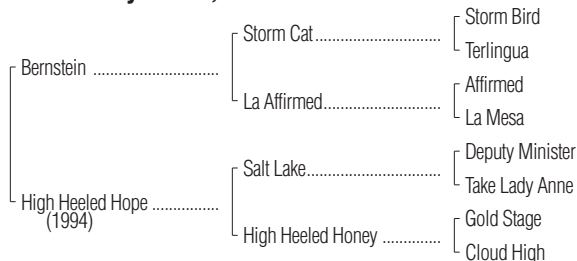 Storm Bird
Storm Cat
Terlingua
Bernstein
Affirmed
La Affirmed
La Mesa
Deputy Minister
Salt Lake
Take Lady Anne
High Heeled Hope
(1994)
Gold Stage
High Heeled Honey
Cloud High